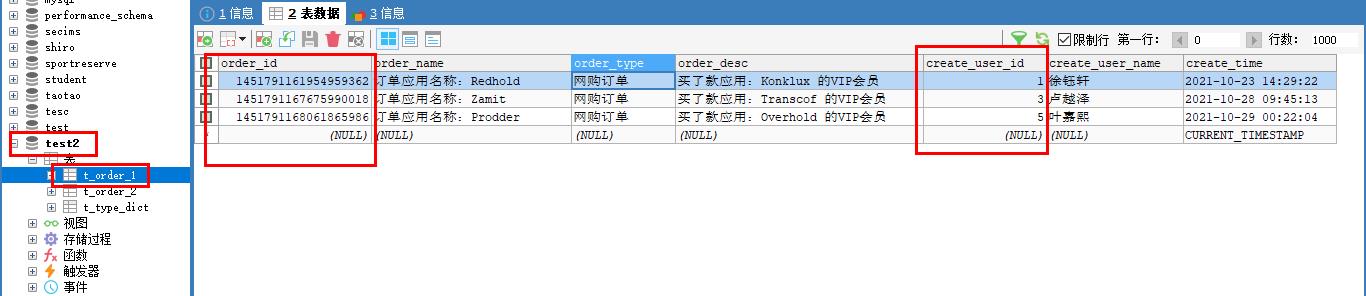 mysql
performance_schema
secims
shiro
sportreserve
student
taotao
tesc
test
test2
表
t_order_1
t_order_2
t_type_dict
视图
存储过程
函数
触发器
事件
1 信息 2 表数据 3 信息
限制行 第一行: 0 行数: 1000
order_id order_name order_type order_desc create_user_id create_user_name create_time
1451791161954959362 订单应用名称: Redhold 网购订单 买了款应用: Konklux 的VIP会员 1 徐钰轩 2021-10-23 14:29:22
1451791167675990018 订单应用名称: Zamit 网购订单 买了款应用: Transcof 的VIP会员 3 卢越泽 2021-10-28 09:45:13
1451791168061865986 订单应用名称: Prodder 网购订单 买了款应用: Overhold 的VIP会员 5 叶嘉熙 2021-10-29 00:22:04
(NULL) (NULL) (NULL) (NULL) (NULL) (NULL) CURRENT_TIMESTAMP